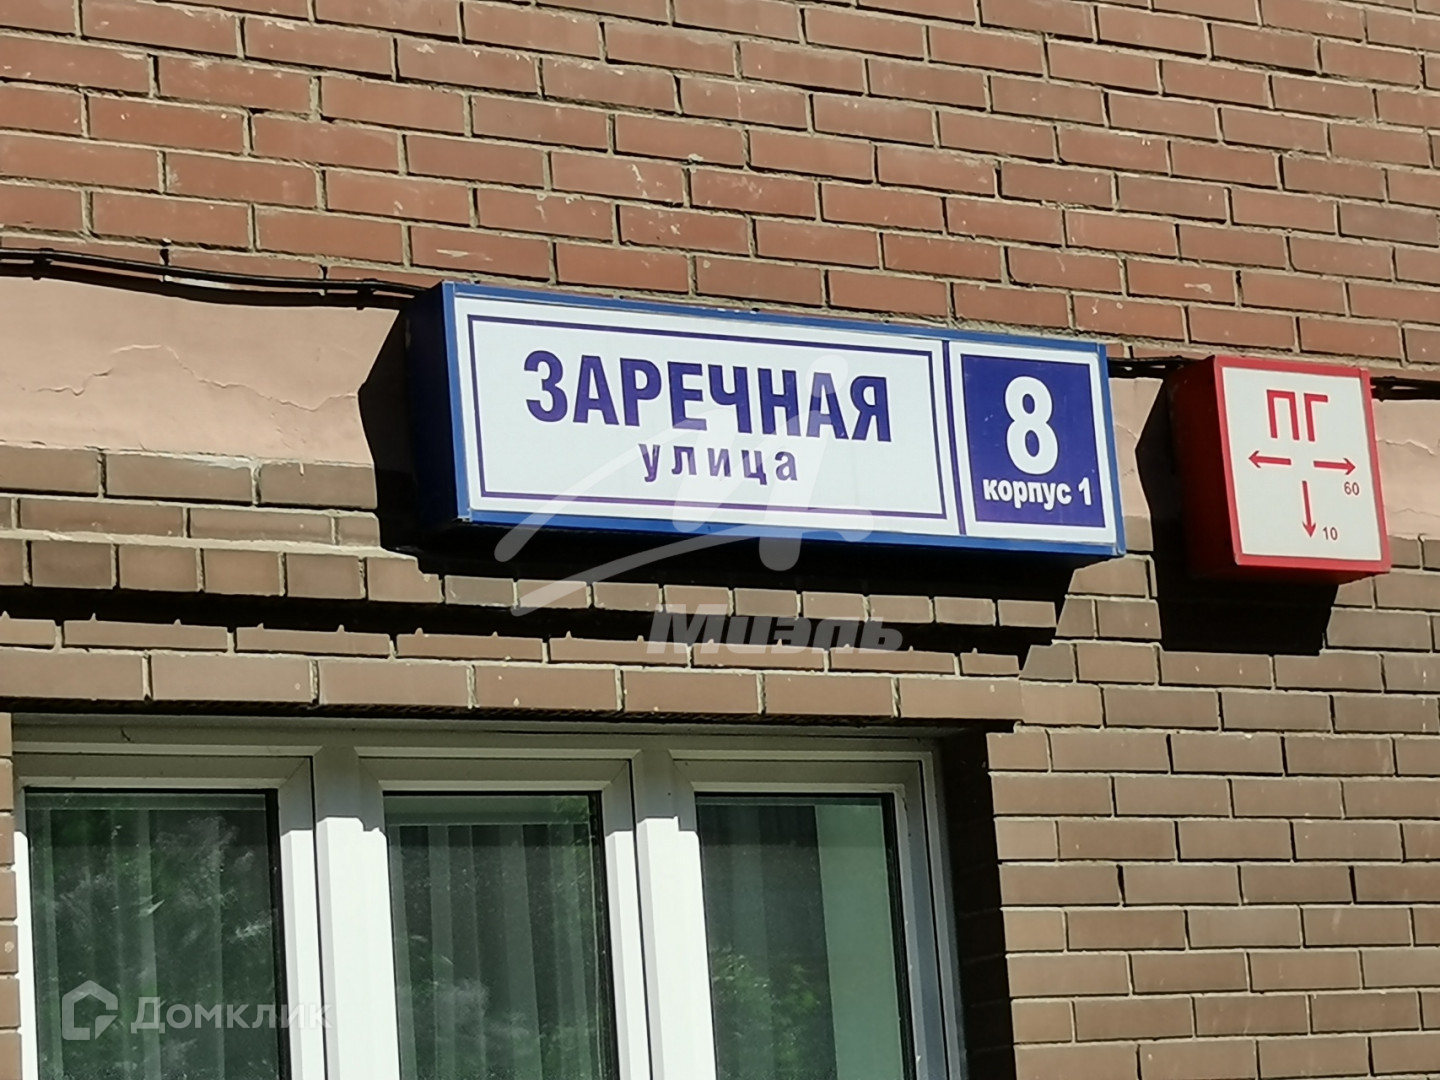 ЗАРЕЧНАЯ
улица
8
корпус 1
ПГ
60
10
Миэль
Домклик